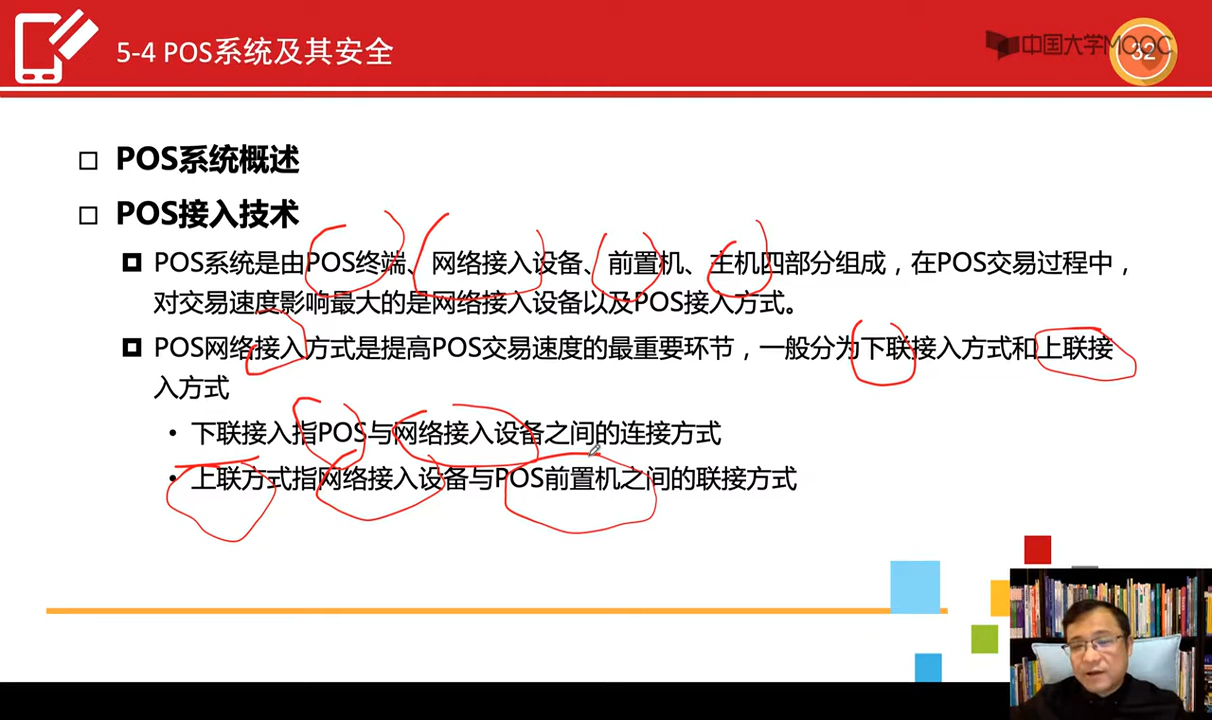 5-4 POS系统及其安全
中国大学MOOC
32
POS系统概述
POS接入技术
POS系统是由POS终端、网络接入设备、前置机、主机四部分组成，在POS交易过程中，
对交易速度影响最大的是网络接入设备以及POS接入方式。
POS网络接入方式是提高POS交易速度的最重要环节，一般分为下联接入方式和上联接
入方式
• 下联接入指POS与网络接入设备之间的连接方式
• 上联方式指网络接入设备与POS前置机之间的联接方式